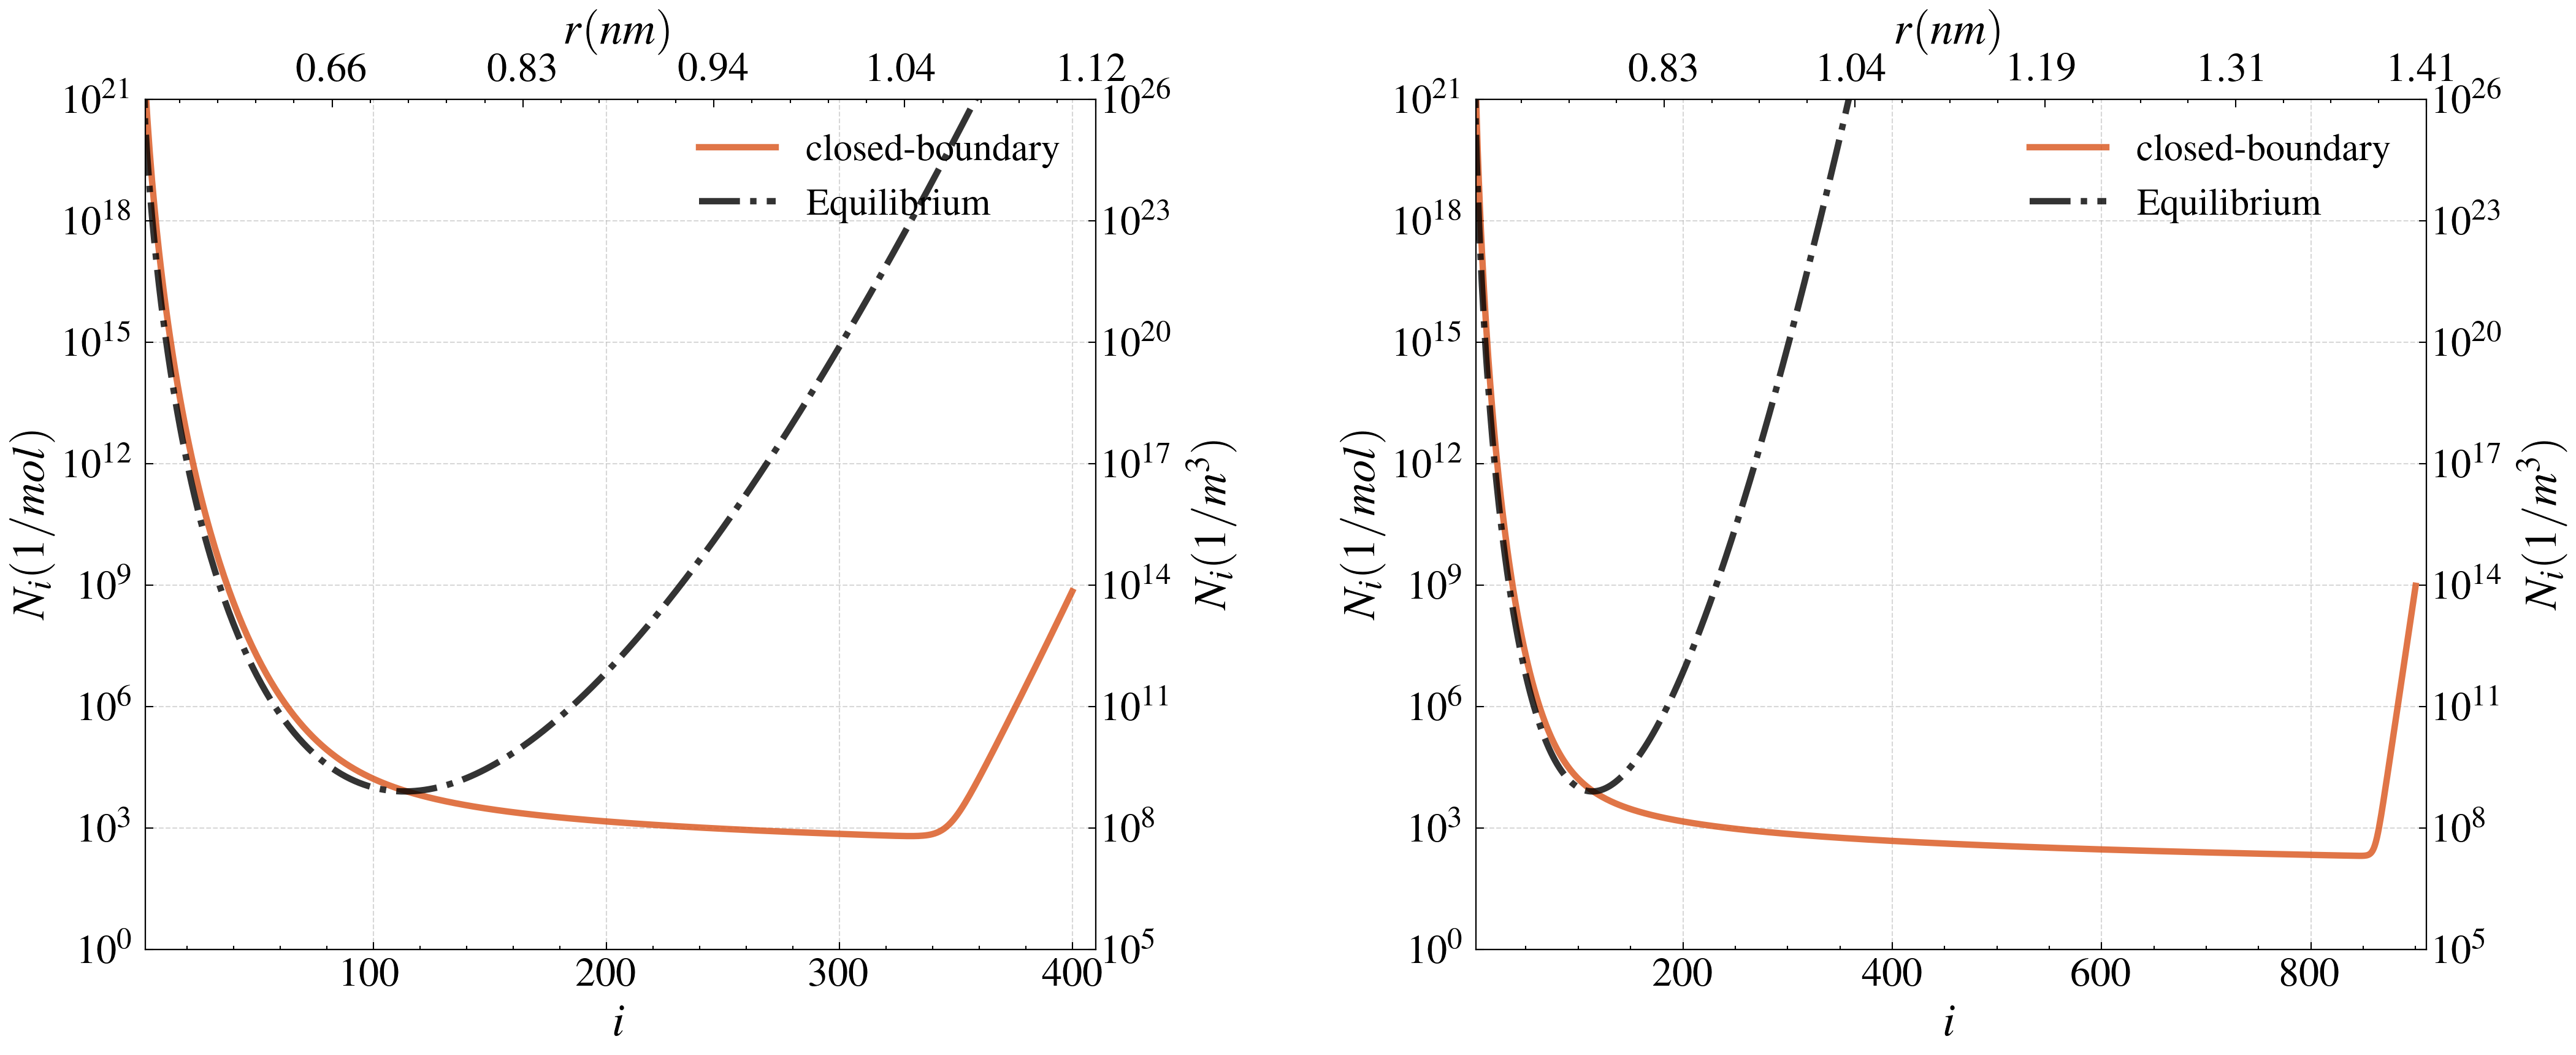 r(nm)
0.66 0.83 0.94 1.04 1.12
10^21 10^26
closed-boundary
Equilibrium
10^18 10^23
10^15 10^20
10^12 10^17
N_i(1/mol) N_i(1/m^3)
10^9 10^14
10^6 10^11
10^3 10^8
10^0 10^5
100 200 300 400
i
r(nm)
0.83 1.04 1.19 1.31 1.41
10^21 10^26
closed-boundary
Equilibrium
10^18 10^23
10^15 10^20
10^12 10^17
N_i(1/mol) N_i(1/m^3)
10^9 10^14
10^6 10^11
10^3 10^8
10^0 10^5
200 400 600 800
i